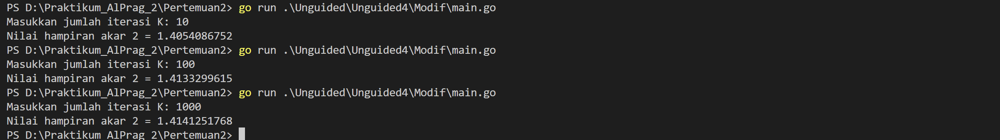 PS D:\Praktikum_AlPrag_2\Pertemuan2> go run .\Unguided\Unguided4\Modif\main.go
Masukkan jumlah iterasi K: 10
Nilai hampiran akar 2 = 1.4054086752
PS D:\Praktikum_AlPrag_2\Pertemuan2> go run .\Unguided\Unguided4\Modif\main.go
Masukkan jumlah iterasi K: 100
Nilai hampiran akar 2 = 1.4133299615
PS D:\Praktikum_AlPrag_2\Pertemuan2> go run .\Unguided\Unguided4\Modif\main.go
Masukkan jumlah iterasi K: 1000
Nilai hampiran akar 2 = 1.4141251768
PS D:\Praktikum_AlPrag_2\Pertemuan2>